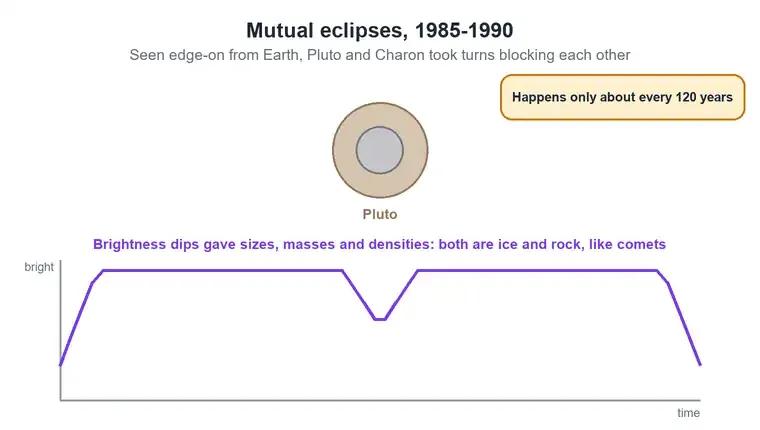 Mutual eclipses, 1985-1990
Seen edge-on from Earth, Pluto and Charon took turns blocking each other
Happens only about every 120 years
Pluto
Brightness dips gave sizes, masses and densities: both are ice and rock, like comets
bright
time